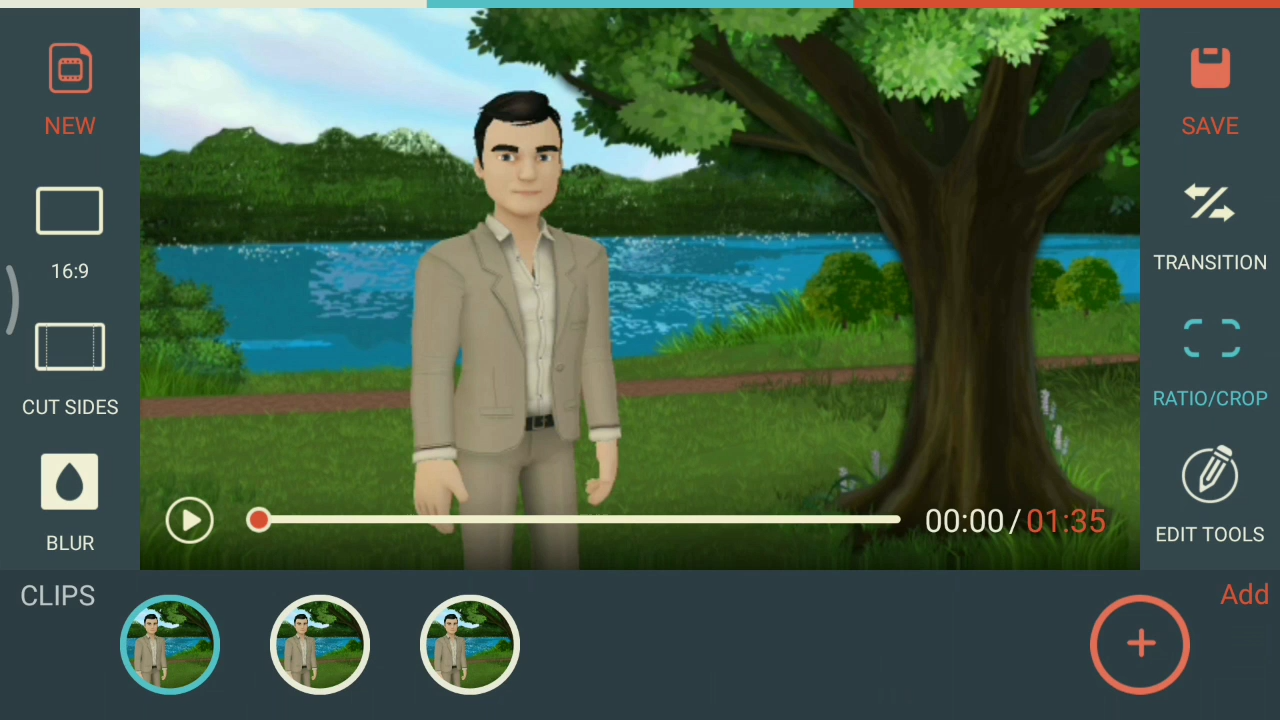 NEW
16:9
CUT SIDES
BLUR
SAVE
TRANSITION
RATIO/CROP
EDIT TOOLS
00:00/01:35
CLIPS
Add